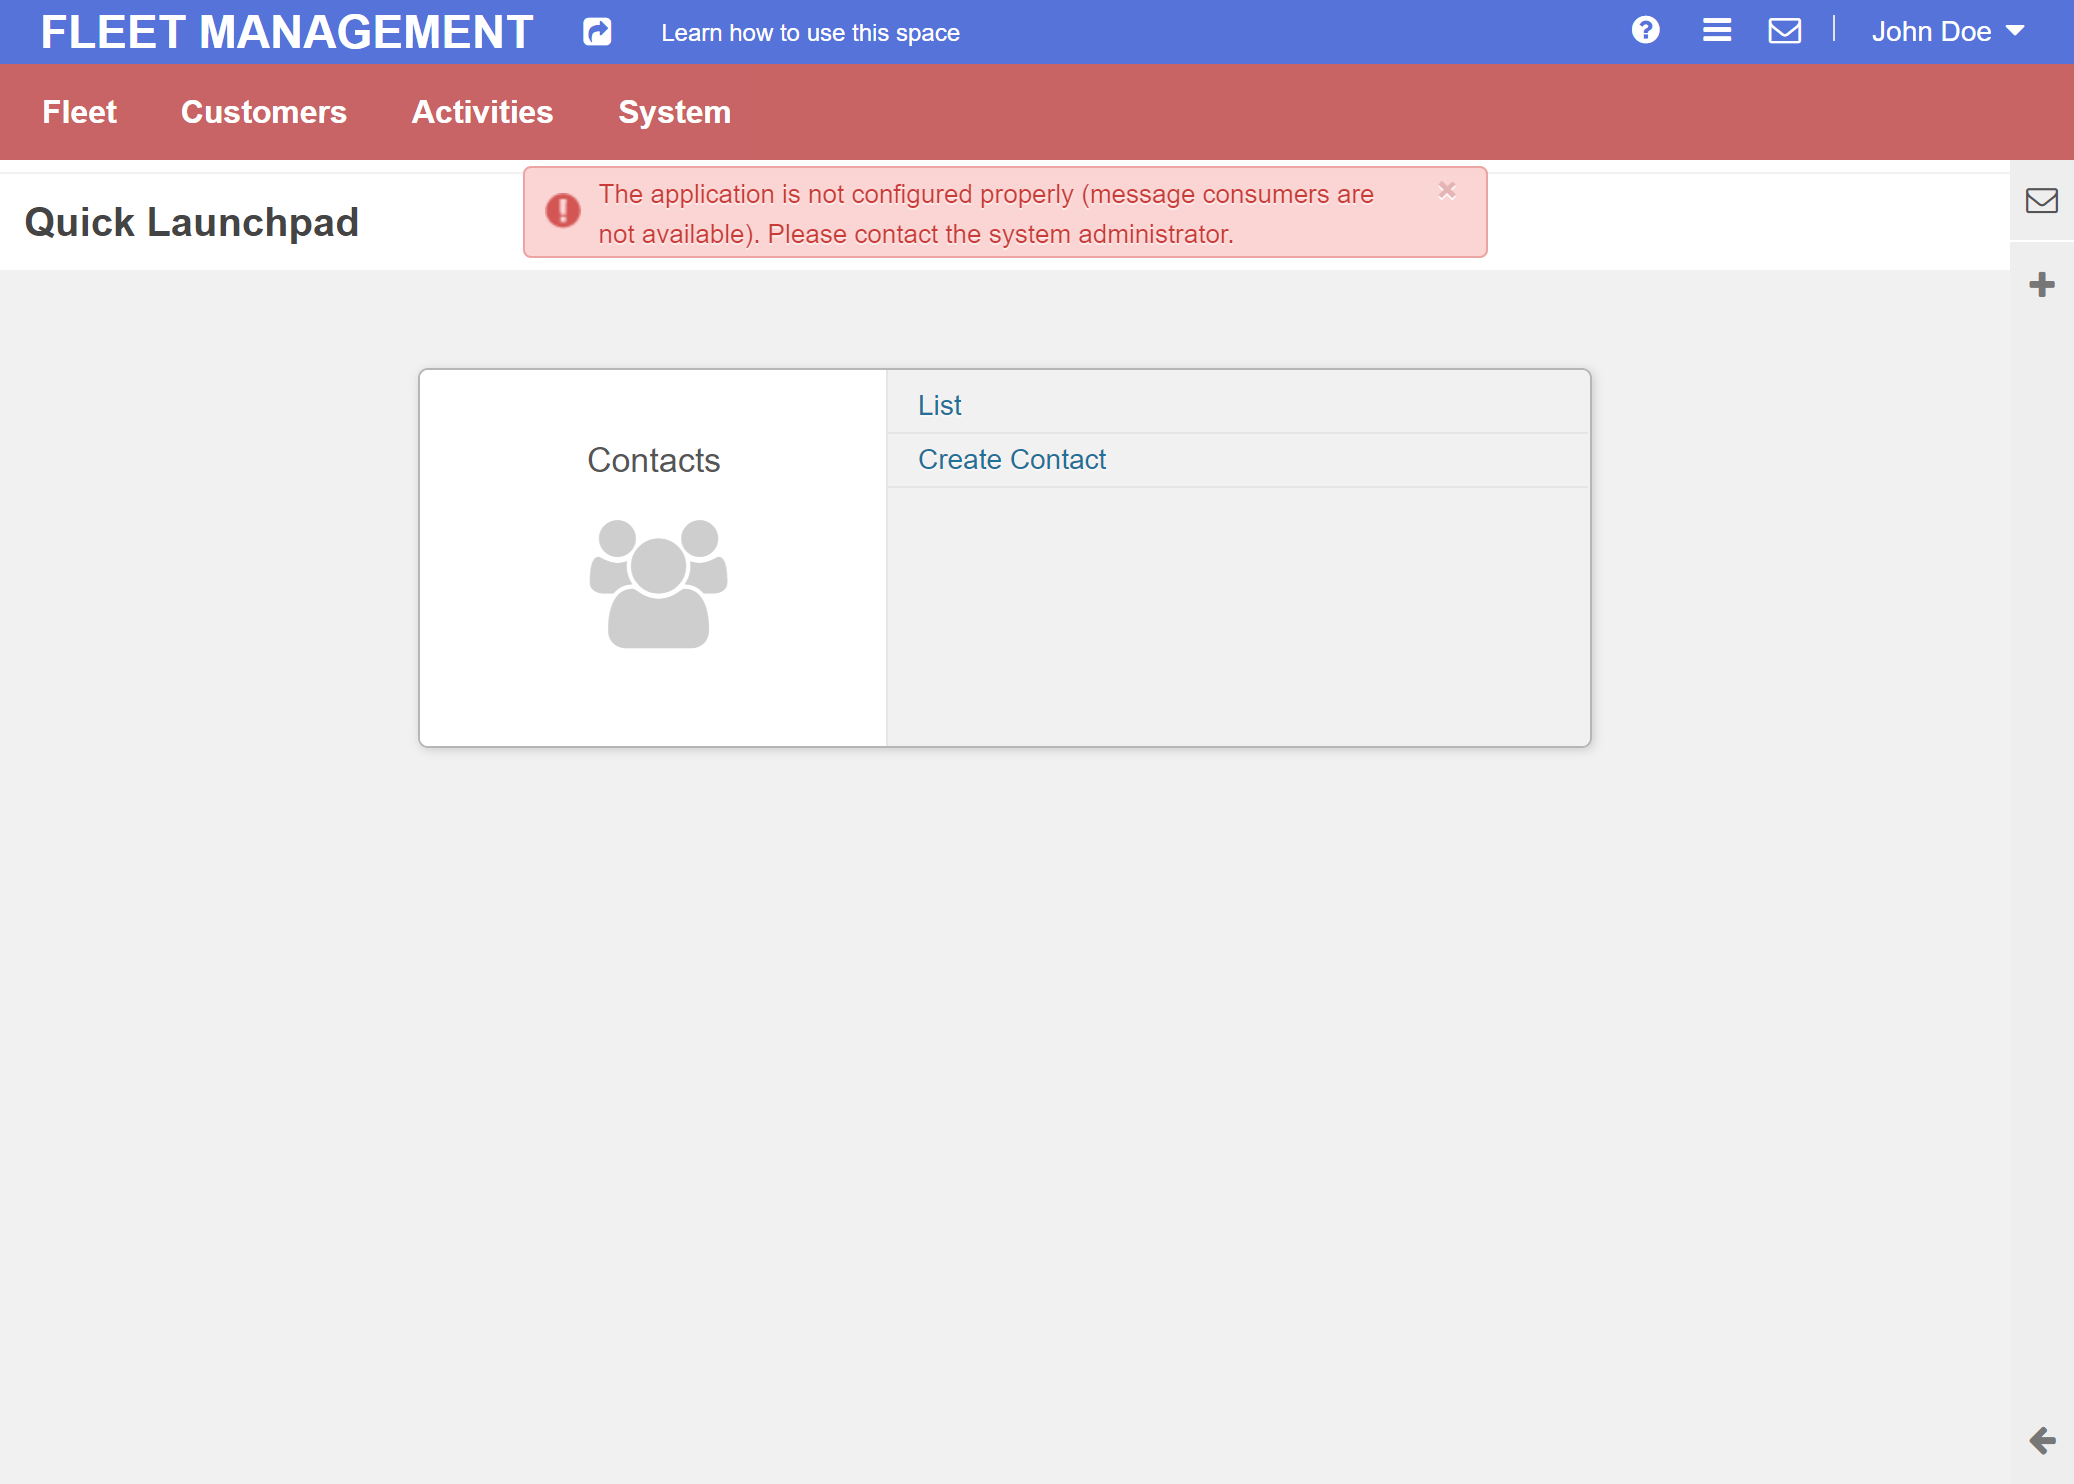 FLEET MANAGEMENT
Learn how to use this space
John Doe
Fleet
Customers
Activities
System
Quick Launchpad
The application is not configured properly (message consumers are
not available). Please contact the system administrator.
Contacts
List
Create Contact